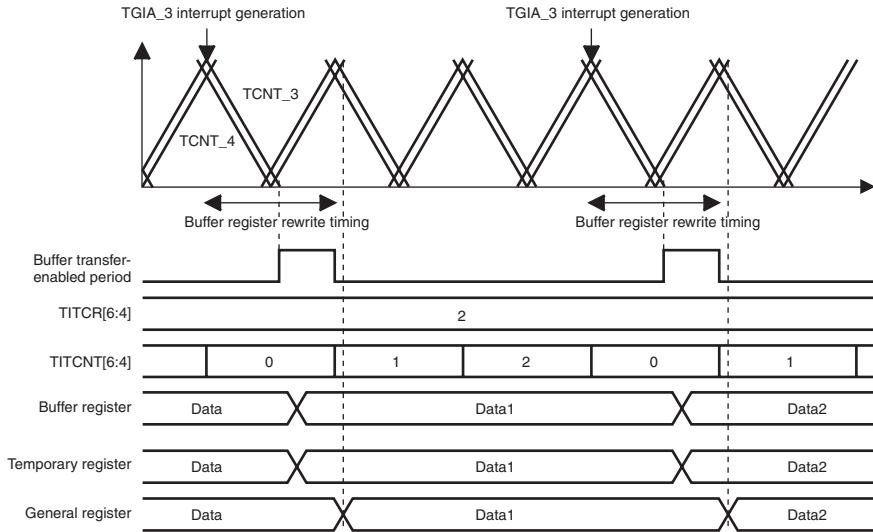 TGIA_3 interrupt generation TGIA_3 interrupt generation
TCNT_3
TCNT_4
Buffer register rewrite timing Buffer register rewrite timing
Buffer transfer-
enabled period
TITCR[6:4] 2
TITCNT[6:4] 0 1 2 0 1
Buffer register Data Data1 Data2
Temporary register Data Data1 Data2
General register Data Data1 Data2